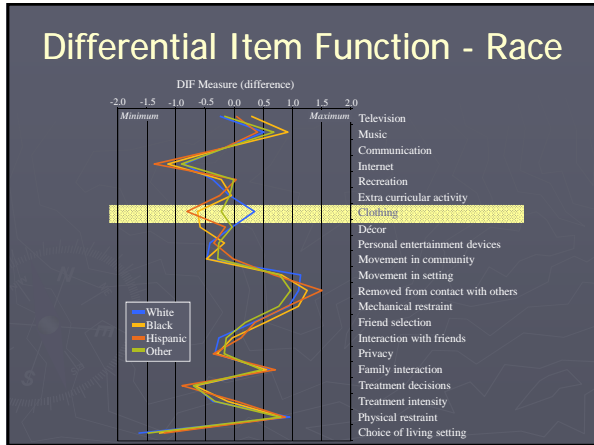 Differential Item Function - Race
DIF Measure (difference)
-2.0 -1.5 -1.0 -0.5 0.0 0.5 1.0 1.5 2.0
Minimum Maximum
Television
Music
Communication
Internet
Recreation
Extra curricular activity
Clothing
Décor
Personal entertainment devices
Movement in community
Movement in setting
Removed from contact with others
Mechanical restraint
Friend selection
Interaction with friends
Privacy
Family interaction
Treatment decisions
Treatment intensity
Physical restraint
Choice of living setting
White
Black
Hispanic
Other